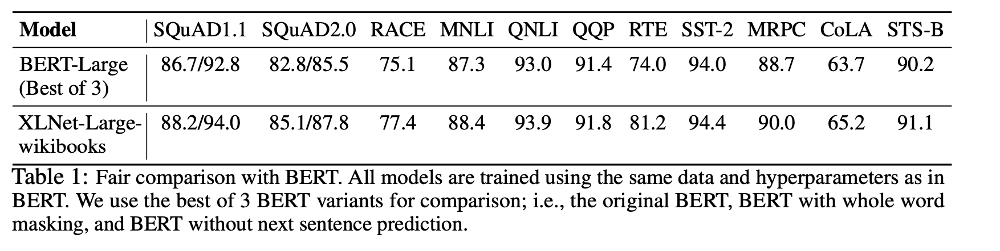 Model SQuAD1.1 SQuAD2.0 RACE MNLI QNLI QQP RTE SST-2 MRPC CoLA STS-B
BERT-Large 86.7/92.8 82.8/85.5 75.1 87.3 93.0 91.4 74.0 94.0 88.7 63.7 90.2
(Best of 3)
XLNet-Large- 88.2/94.0 85.1/87.8 77.4 88.4 93.9 91.8 81.2 94.4 90.0 65.2 91.1
wikibooks
Table 1: Fair comparison with BERT. All models are trained using the same data and hyperparameters as in
BERT. We use the best of 3 BERT variants for comparison; i.e., the original BERT, BERT with whole word
masking, and BERT without next sentence prediction.